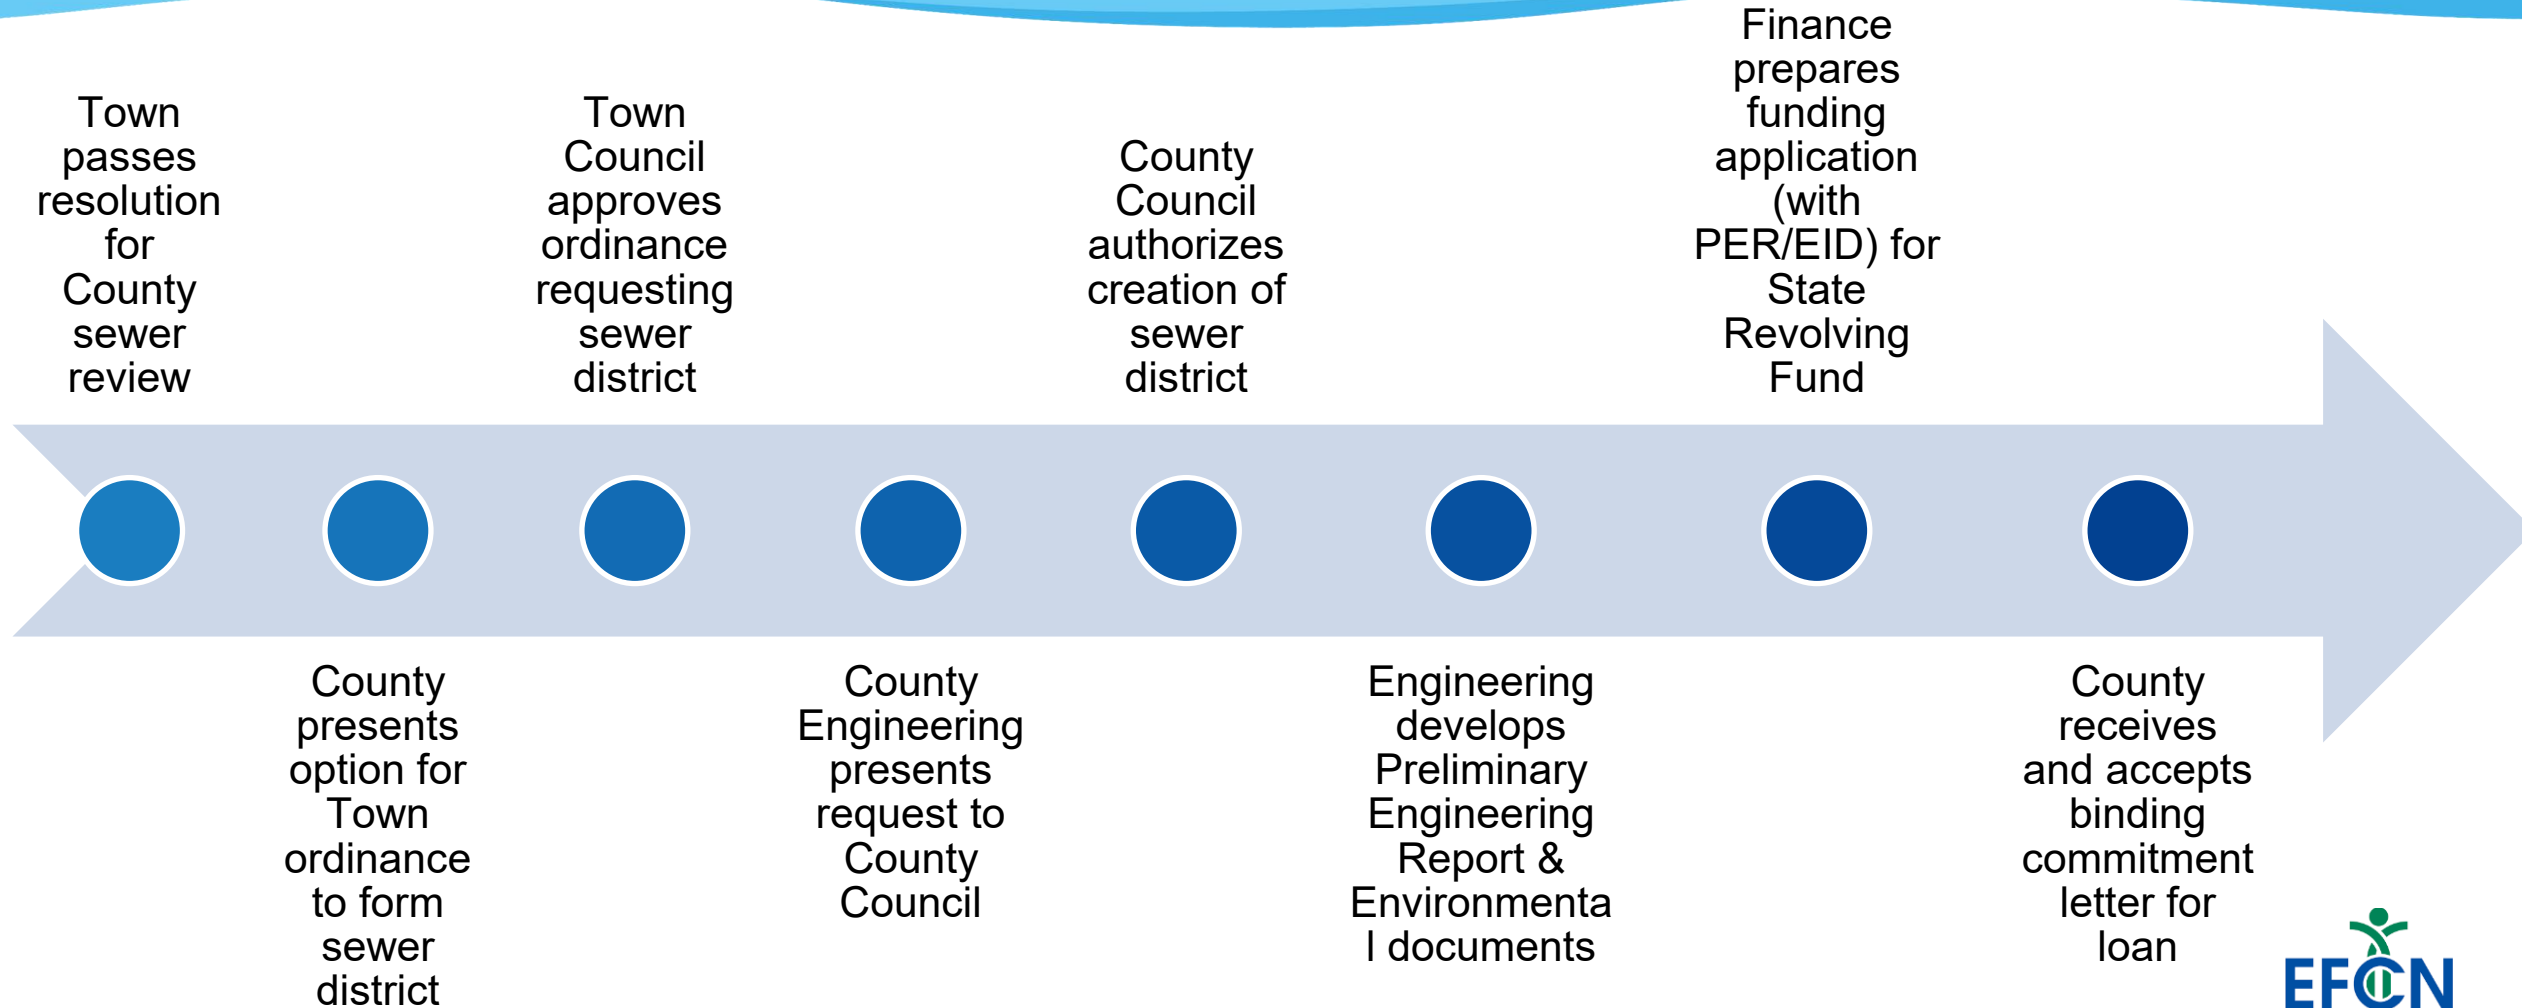 Town
passes
resolution
for
County
sewer
review
County
presents
option for
Town
ordinance
to form
sewer
district
Town
Council
approves
ordinance
requesting
sewer
district
County
Engineering
presents
request to
County
Council
County
Council
authorizes
creation of
sewer
district
Engineering
develops
Preliminary
Engineering
Report &
Environmenta
l documents
Finance
prepares
funding
application
(with
PER/EID) for
State
Revolving
Fund
County
receives
and accepts
binding
commitment
letter for
loan
EFCN